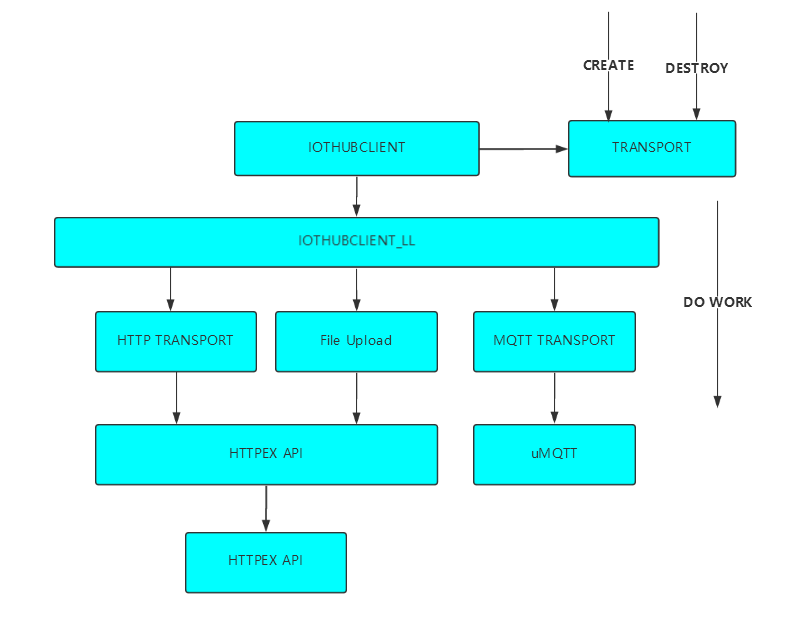 CREATE
DESTROY
IOTHUBCLIENT
TRANSPORT
IOTHUBCLIENT_LL
DO WORK
HTTP TRANSPORT
File Upload
MQTT TRANSPORT
HTTPEX API
uMQTT
HTTPEX API